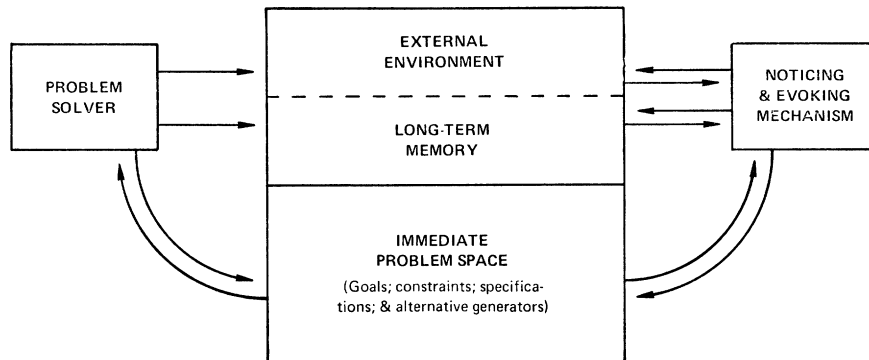 PROBLEM
SOLVER
EXTERNAL
ENVIRONMENT
LONG-TERM
MEMORY
NOTICING
& EVOKING
MECHANISM
IMMEDIATE
PROBLEM SPACE
(Goals; constraints; specifica-
tions; & alternative generators)